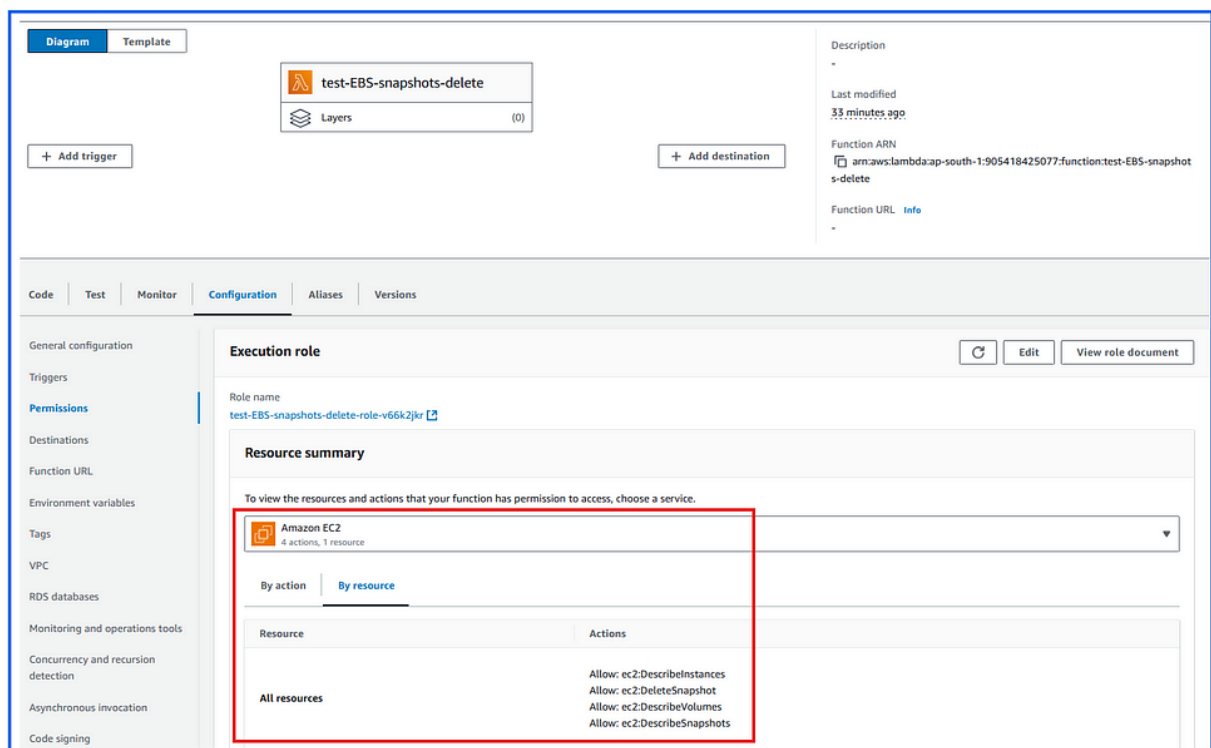 Diagram
Template
test-EBS-snapshots-delete
Layers
(0)
+ Add trigger
+ Add destination
Description
-
Last modified
33 minutes ago
Function ARN
arn:aws:lambda:ap-south-1:905418425077:function:test-EBS-snapshot
s-delete
Function URL Info
-
Code
Test
Monitor
Configuration
Aliases
Versions
General configuration
Triggers
Permissions
Destinations
Function URL
Environment variables
Tags
VPC
RDS databases
Monitoring and operations tools
Concurrency and recursion
detection
Asynchronous invocation
Code signing
Execution role
Edit
View role document
Role name
test-EBS-snapshots-delete-role-v66k2jkr
Resource summary
To view the resources and actions that your function has permission to access, choose a service.
Amazon EC2
4 actions, 1 resource
By action
By resource
Resource
Actions
All resources
Allow: ec2:DescribeInstances
Allow: ec2:DeleteSnapshot
Allow: ec2:DescribeVolumes
Allow: ec2:DescribeSnapshots